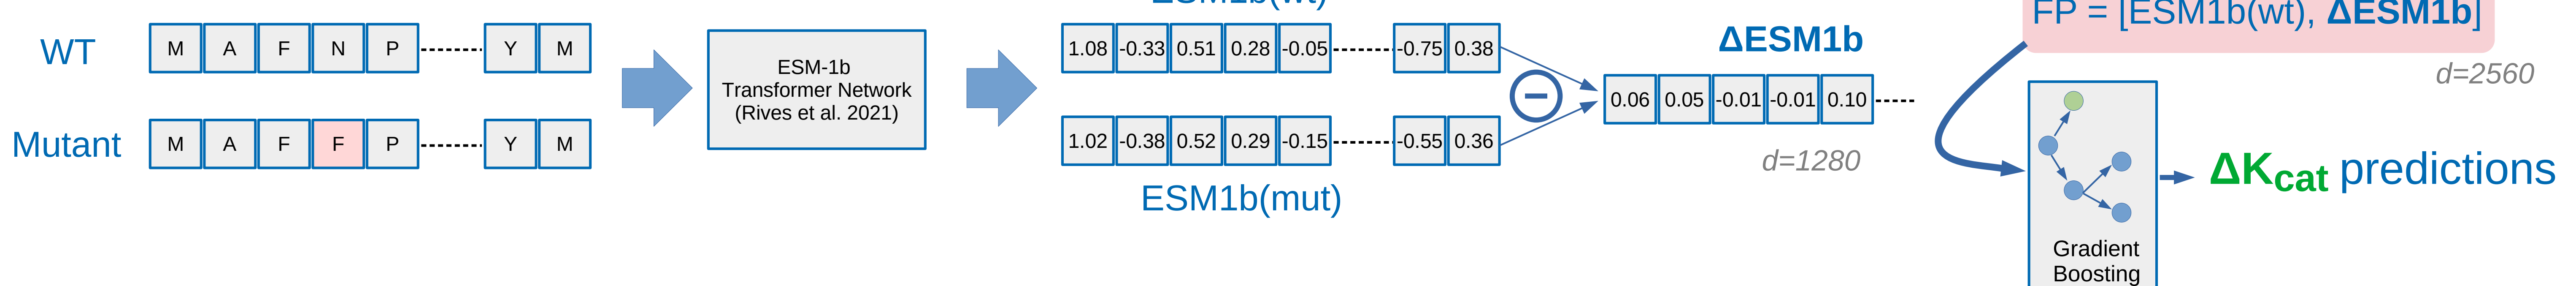 ESM1b(wt)
FP = [ESM1b(wt), ΔESM1b]
WT M A F N P Y M
1.08 -0.33 0.51 0.28 -0.05 -0.75 0.38
ΔESM1b
d=2560
ESM-1b
Transformer Network
(Rives et al. 2021)
0.06 0.05 -0.01 -0.01 0.10
Mutant M A F F P Y M
1.02 -0.38 0.52 0.29 -0.15 -0.55 0.36
d=1280
ESM1b(mut)
ΔKcat predictions
Gradient
Boosting